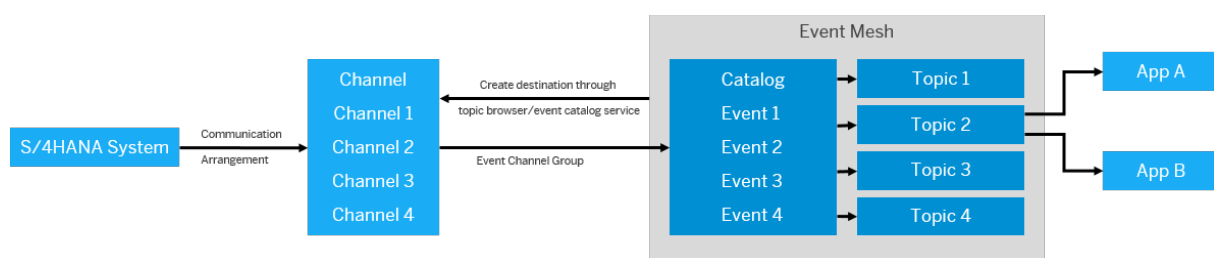 Event Mesh
S/4HANA System
Communication
Arrangement
Channel
Channel 1
Channel 2
Channel 3
Channel 4
Create destination through
topic browser/event catalog service
Event Channel Group
Catalog
Event 1
Event 2
Event 3
Event 4
Topic 1
Topic 2
Topic 3
Topic 4
App A
App B